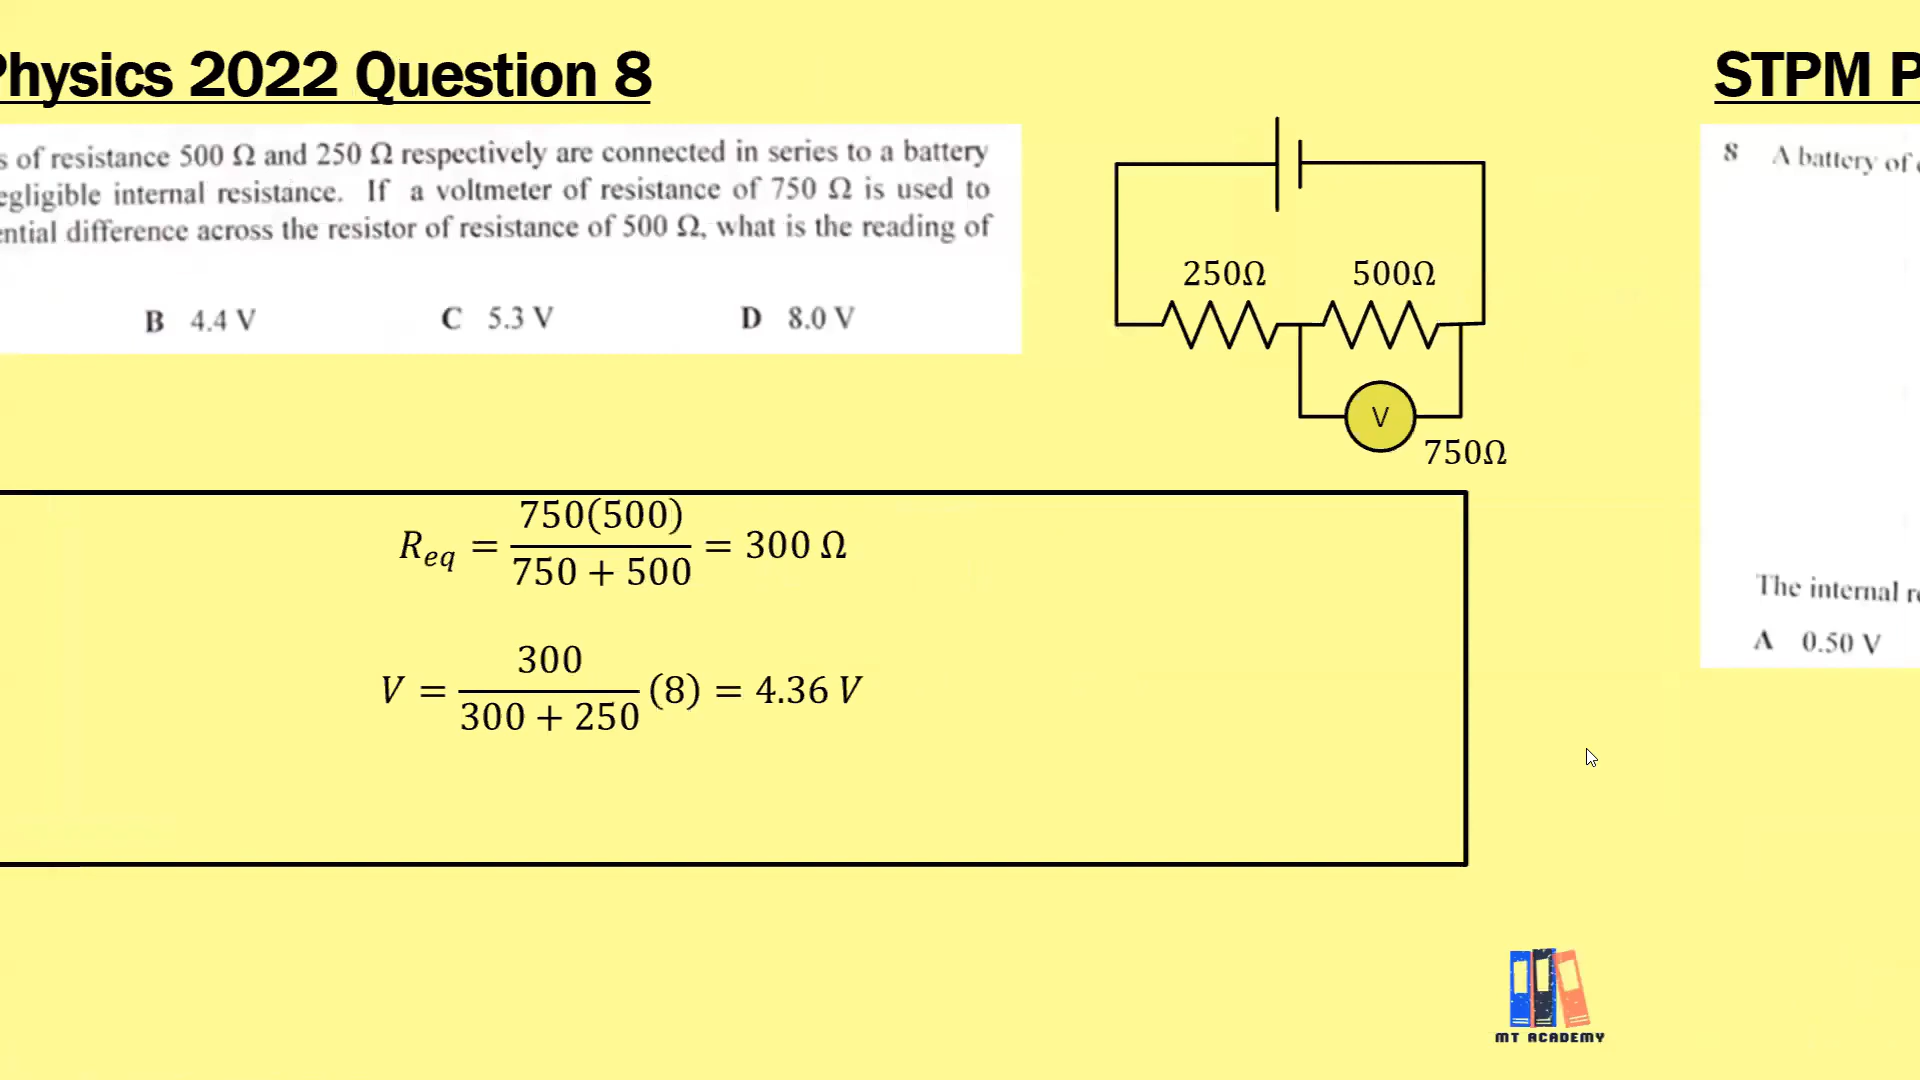 Physics 2022 Question 8
s of resistance 500 Ω and 250 Ω respectively are connected in series to a battery
egligible internal resistance. If a voltmeter of resistance of 750 Ω is used to
ential difference across the resistor of resistance of 500 Ω, what is the reading of
B 4.4 V C 5.3 V D 8.0 V
250Ω 500Ω
V
750Ω
R_eq = 750(500) / 750 + 500 = 300 Ω
V = 300 / 300 + 250 (8) = 4.36 V
STPM P
8 A battery of
The internal re
A 0.50 V
MT ACADEMY